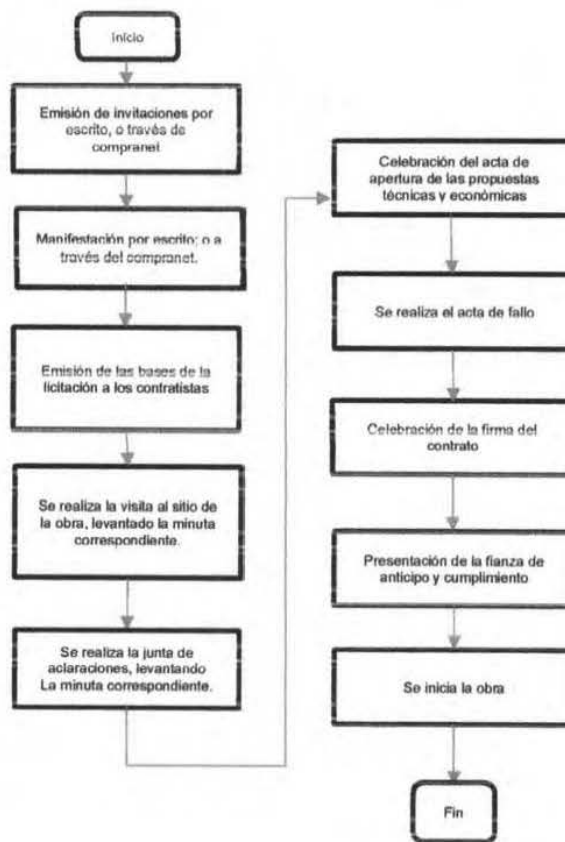 Inicio
Emisión de invitaciones por
escrito, o través de
compranet
Manifestación por escrito; o a
través del compranet.
Emisión de las bases de la
licitación a los contratistas
Se realiza la visita al sitio de
la obra, levantado la minuta
correspondiente.
Se realiza la junta de
aclaraciones, levantando
La minuta correspondiente.
Celebración del acta de
apertura de las propuestas
técnicas y económicas
Se realiza el acta de fallo
Celebración de la firma del
contrato
Presentación de la fianza de
anticipo y cumplimiento
Se inicia la obra
Fin